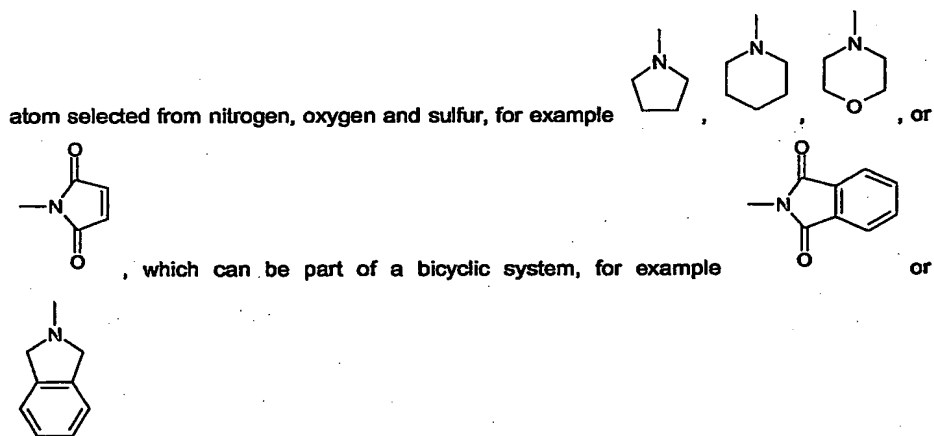 N N N
atom selected from nitrogen, oxygen and sulfur, for example , , O , or
O O
N N
O , which can be part of a bicyclic system, for example O or
N